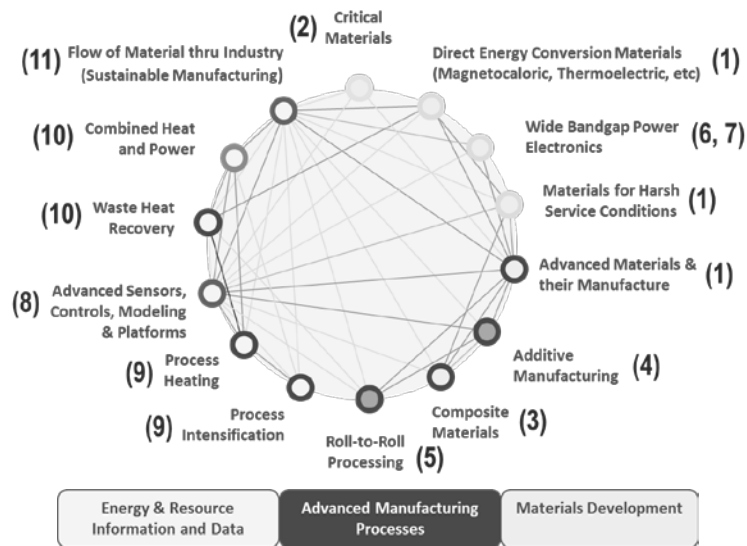 (2) Critical
Materials
(11) Flow of Material thru Industry
(Sustainable Manufacturing)
Direct Energy Conversion Materials
(Magnetocaloric, Thermoelectric, etc) (1)
(10) Combined Heat
and Power
Wide Bandgap Power
Electronics (6, 7)
(10) Waste Heat
Recovery
Materials for Harsh
Service Conditions (1)
(8) Advanced Sensors,
Controls, Modeling
& Platforms
Advanced Materials &
their Manufacture (1)
(9) Process
Heating
Additive
Manufacturing (4)
(9) Process
Intensification
Composite
Materials (3)
Roll-to-Roll
Processing (5)
Energy & Resource
Information and Data
Advanced Manufacturing
Processes
Materials Development